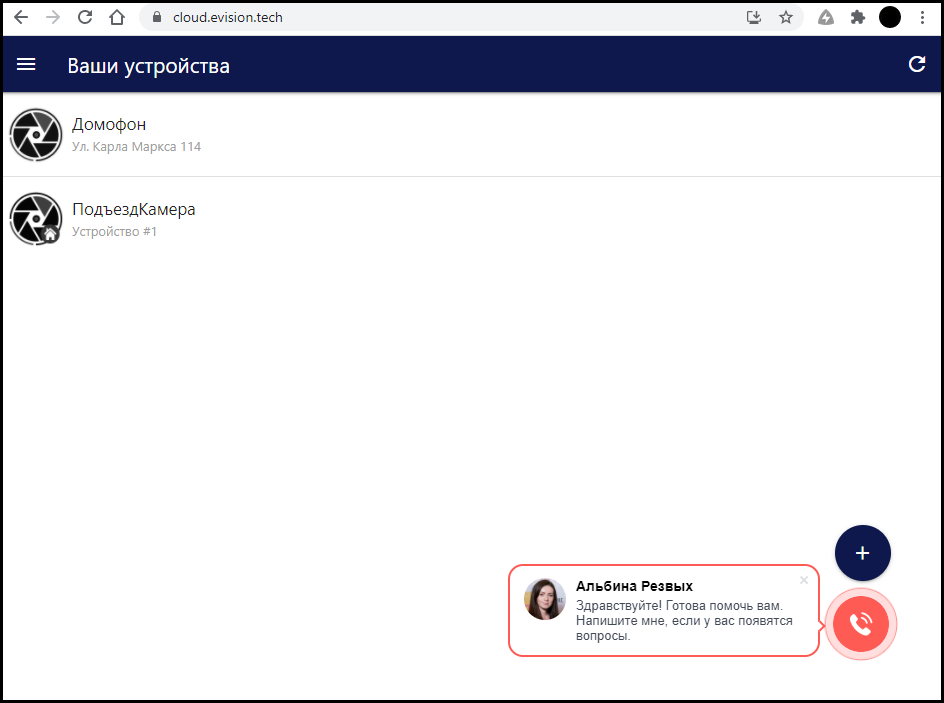 cloud.evision.tech
Ваши устройства
Домофон
Ул. Карла Маркса 114
ПодъездКамера
Устройство #1
Альбина Резвых
Здравствуйте! Готова помочь вам.
Напишите мне, если у вас появятся
вопросы.